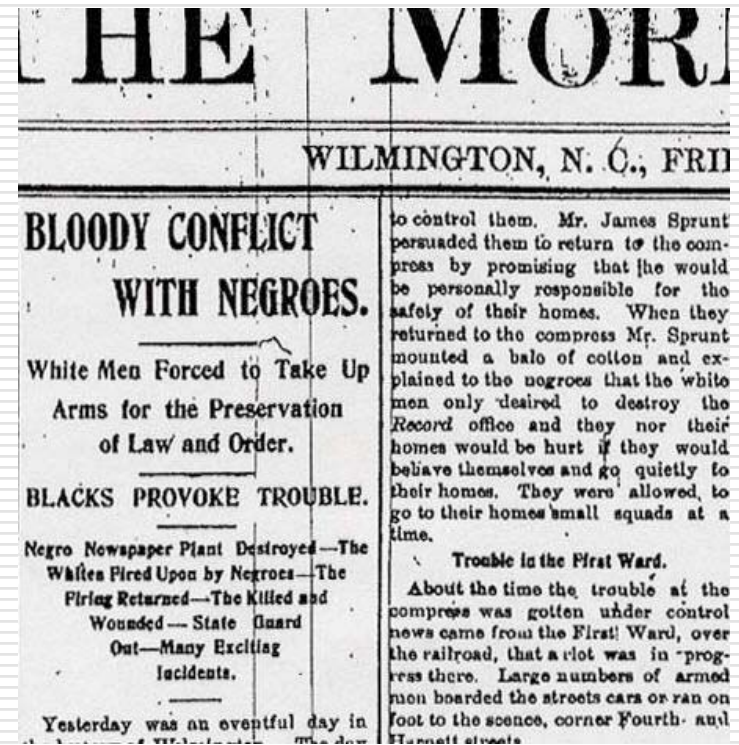 THE MOR
WILMINGTON, N. C., FRI
BLOODY CONFLICT
WITH NEGROES.
White Men Forced to Take Up
Arms for the Preservation
of Law and Order.
BLACKS PROVOKE TROUBLE.
Negro Newspaper Plant Destroyed—The
Whites Fired Upon by Negroes—The
Firing Returned—The Killed and
Wounded—State Guard
Out—Many Exciting
Incidents.
Yesterday was an eventful day in
the history of Wilmington. The day
to control them. Mr. James Sprunt
persuaded them to return to the com-
press by promising that he would
be personally responsible for the
safety of their homes. When they
returned to the compress Mr. Sprunt
mounted a bale of cotton and ex-
plained to the negroes that the white
men only desired to destroy the
Record office and they nor their
homes would be hurt if they would
behave themselves and go quietly to
their homes. They were allowed, to
go to their homes small squads at a
time.
Trouble in the First Ward.
About the time the trouble at the
compress was gotten under control
news came from the First Ward, over
the railroad, that a riot was in prog-
ress there. Large numbers of armed
men boarded the streets cars or ran on
foot to the scence, corner Fourth and
Harnett streets.